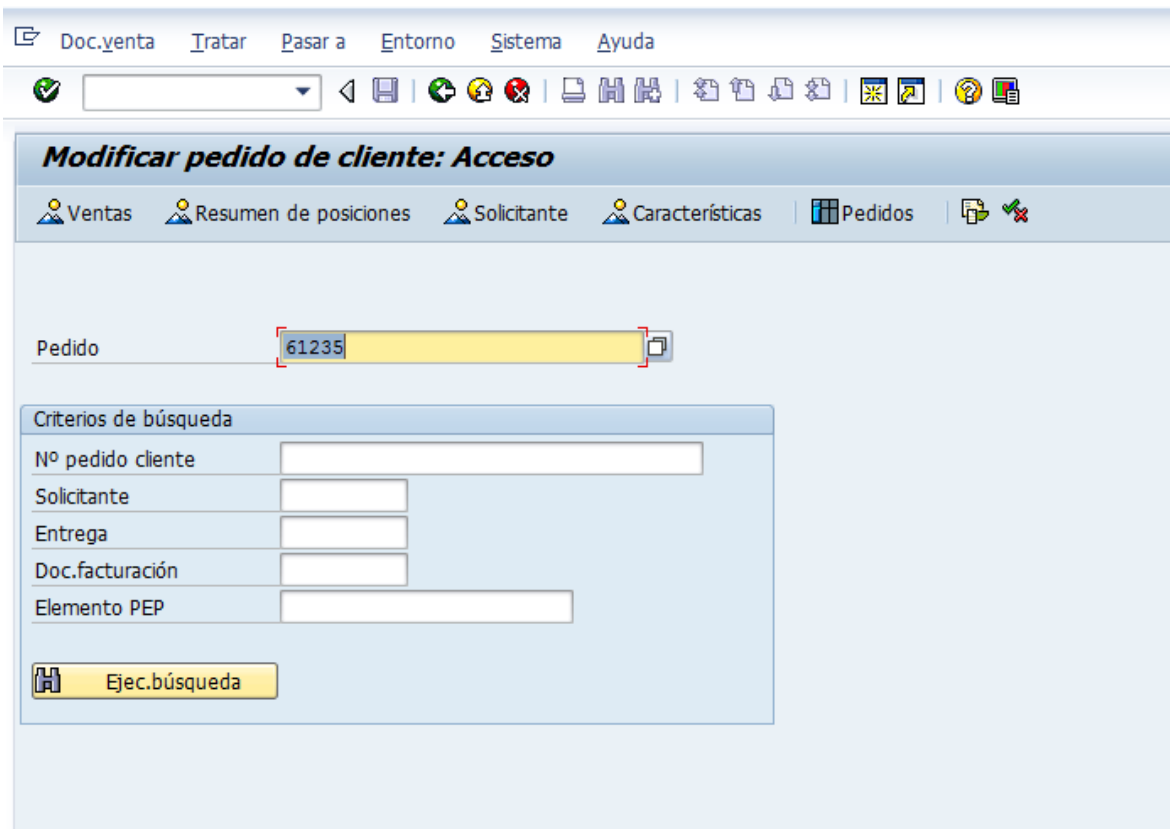 Doc.venta Tratar Pasar a Entorno Sistema Ayuda
Modificar pedido de cliente: Acceso
Ventas Resumen de posiciones Solicitante Características Pedidos
Pedido 61235
Criterios de búsqueda
Nº pedido cliente
Solicitante
Entrega
Doc.facturación
Elemento PEP
Ejec.búsqueda